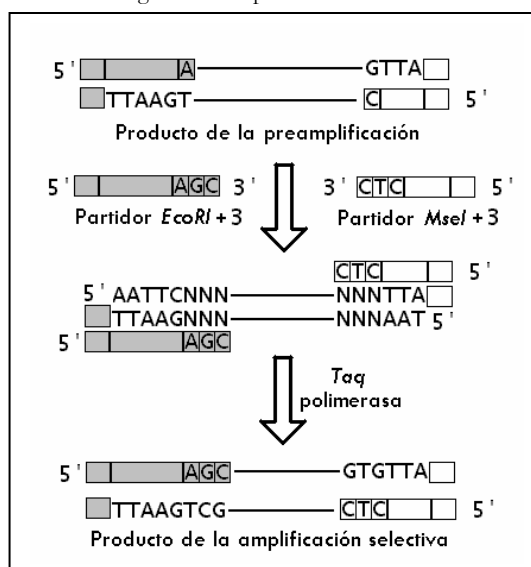 5' A GTTA
TTAAGT C 5'
Producto de la preamplificación
5' AGC 3' 3' CTC 5'
Partidor EcoRI + 3 Partidor MseI + 3
CTC 5'
5' AATTCNNN NNNTTA
TTAAGNNN NNNAAT 5'
5' AGC
Taq
polimerasa
5' AGC GTGTTA
TTAAGTCG CTC 5'
Producto de la amplificación selectiva